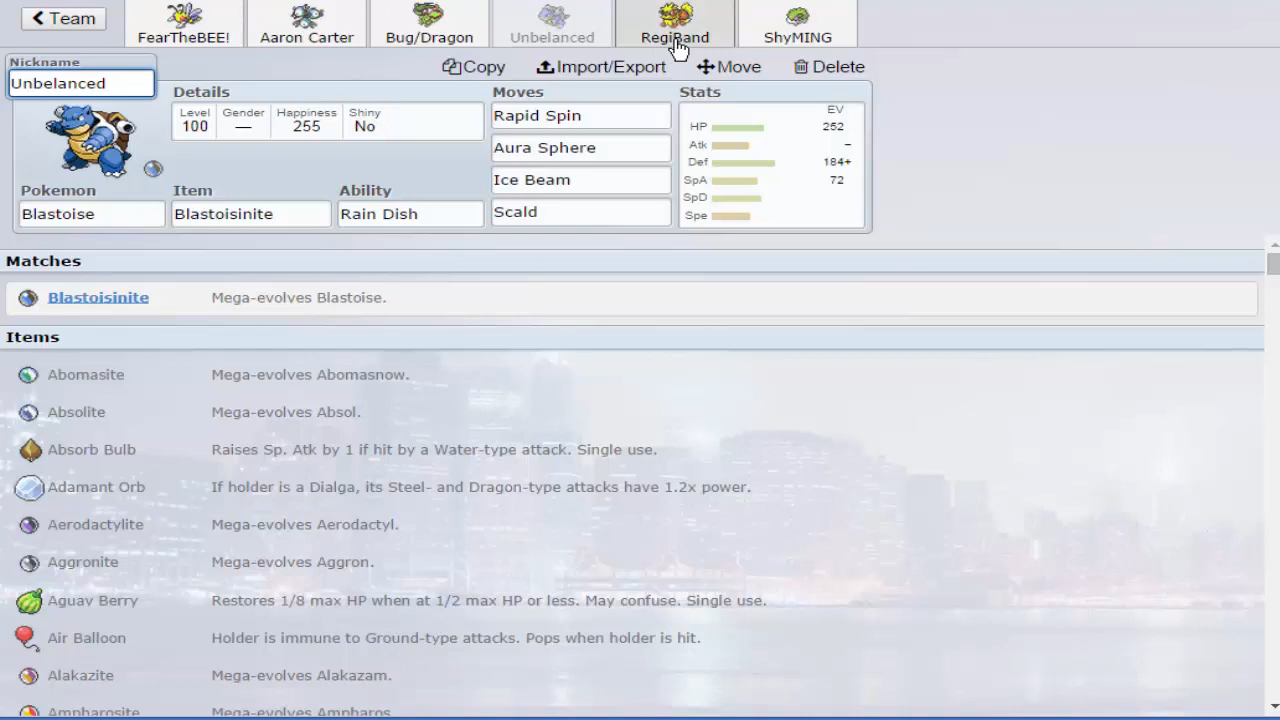 Team
FearTheBEE!
Aaron Carter
Bug/Dragon
Unbelanced
RegiRand
ShyMING
Nickname
Unbelanced
Copy
Import/Export
Move
Delete
Details
Level
100
Gender
—
Happiness
255
Shiny
No
Pokemon
Blastoise
Item
Blastoisinite
Ability
Rain Dish
Moves
Rapid Spin
Aura Sphere
Ice Beam
Scald
Stats
EV
HP 252
Atk –
Def 184+
SpA 72
SpD
Spe
Matches
Blastoisinite Mega-evolves Blastoise.
Items
Abomasite Mega-evolves Abomasnow.
Absolite Mega-evolves Absol.
Absorb Bulb Raises Sp. Atk by 1 if hit by a Water-type attack. Single use.
Adamant Orb If holder is a Dialga, its Steel- and Dragon-type attacks have 1.2x power.
Aerodactylite Mega-evolves Aerodactyl.
Aggronite Mega-evolves Aggron.
Aguav Berry Restores 1/8 max HP when at 1/2 max HP or less. May confuse. Single use.
Air Balloon Holder is immune to Ground-type attacks. Pops when holder is hit.
Alakazite Mega-evolves Alakazam.
Ampharosite Mega-evolves Ampharos.